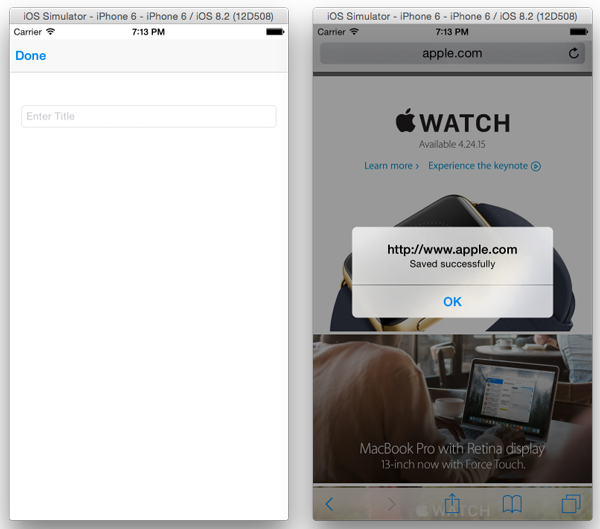 iOS Simulator - iPhone 6 - iPhone 6 / iOS 8.2 (12D508)
Carrier 7:13 PM
Done
Enter Title
iOS Simulator - iPhone 6 - iPhone 6 / iOS 8.2 (12D508)
Carrier 7:13 PM
apple.com
WATCH
Available 4.24.15
Learn more › Experience the keynote
http://www.apple.com
Saved successfully
OK
MacBook Pro with Retina display
13-inch now with Force Touch.
WATCH